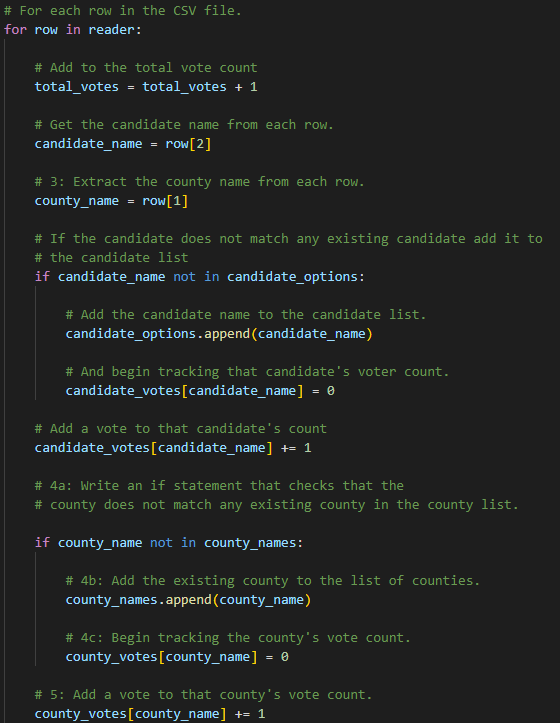 # For each row in the CSV file.
for row in reader:
# Add to the total vote count
total_votes = total_votes + 1
# Get the candidate name from each row.
candidate_name = row[2]
# 3: Extract the county name from each row.
county_name = row[1]
# If the candidate does not match any existing candidate add it to
# the candidate list
if candidate_name not in candidate_options:
# Add the candidate name to the candidate list.
candidate_options.append(candidate_name)
# And begin tracking that candidate's voter count.
candidate_votes[candidate_name] = 0
# Add a vote to that candidate's count
candidate_votes[candidate_name] += 1
# 4a: Write an if statement that checks that the
# county does not match any existing county in the county list.
if county_name not in county_names:
# 4b: Add the existing county to the list of counties.
county_names.append(county_name)
# 4c: Begin tracking the county's vote count.
county_votes[county_name] = 0
# 5: Add a vote to that county's vote count.
county_votes[county_name] += 1